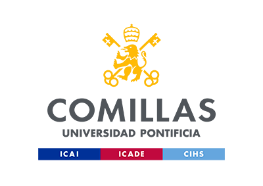 COMILLAS
UNIVERSIDAD PONTIFICIA
ICAI ICADE CIHS